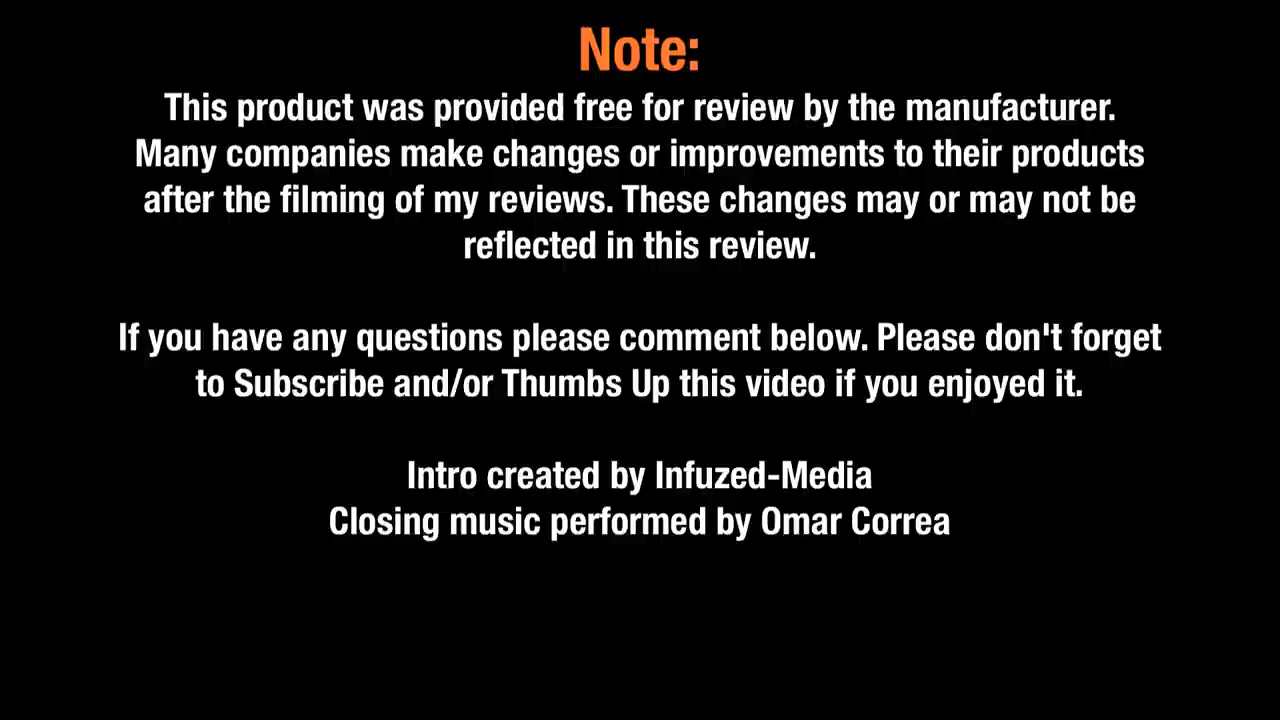 Note:
This product was provided free for review by the manufacturer.
Many companies make changes or improvements to their products
after the filming of my reviews. These changes may or may not be
reflected in this review.
If you have any questions please comment below. Please don't forget
to Subscribe and/or Thumbs Up this video if you enjoyed it.
Intro created by Infuzed-Media
Closing music performed by Omar Correa